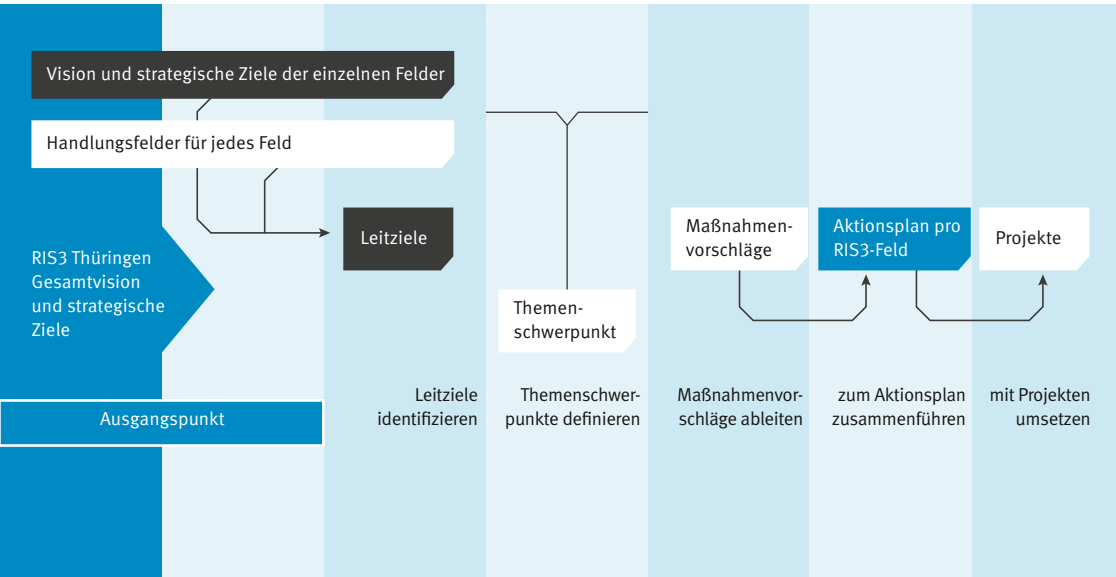 Vision und strategische Ziele der einzelnen Felder
Handlungsfelder für jedes Feld
RIS3 Thüringen
Gesamtvision
und strategische
Ziele
Leitziele
Themen-
schwerpunkt
Maßnahmen-
vorschläge
Aktionsplan pro
RIS3-Feld
Projekte
Ausgangspunkt
Leitziele
identifizieren
Themenschwer-
punkte definieren
Maßnahmenvor-
schläge ableiten
zum Aktionsplan
zusammenführen
mit Projekten
umsetzen